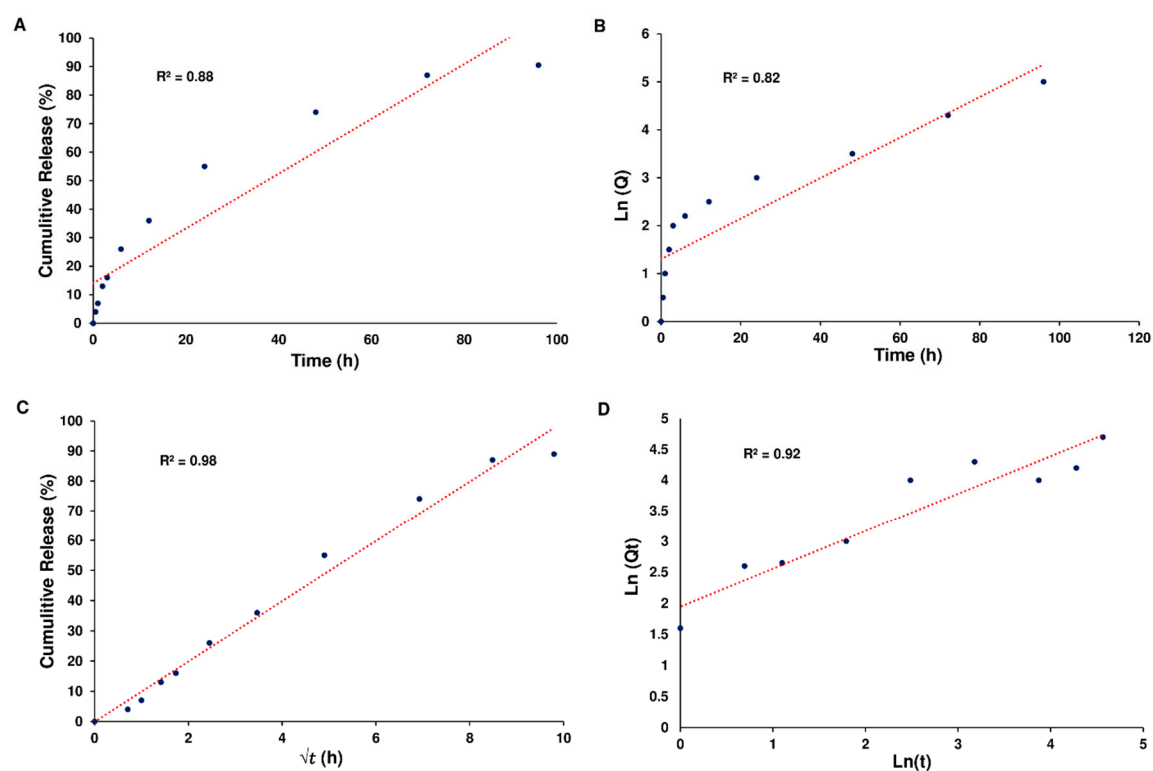 A
Cumulitive Release (%)
100
90
80
70
60
50
40
30
20
10
0
R² = 0.88
0 20 40 60 80 100
Time (h)
B
Ln (Q)
6
5
4
3
2
1
0
R² = 0.82
0 20 40 60 80 100 120
Time (h)
C
Cumulitive Release (%)
100
90
80
70
60
50
40
30
20
10
0
R² = 0.98
0 2 4 6 8 10
√t (h)
D
Ln (Qt)
5
4.5
4
3.5
3
2.5
2
1.5
1
0.5
0
R² = 0.92
0 1 2 3 4 5
Ln(t)